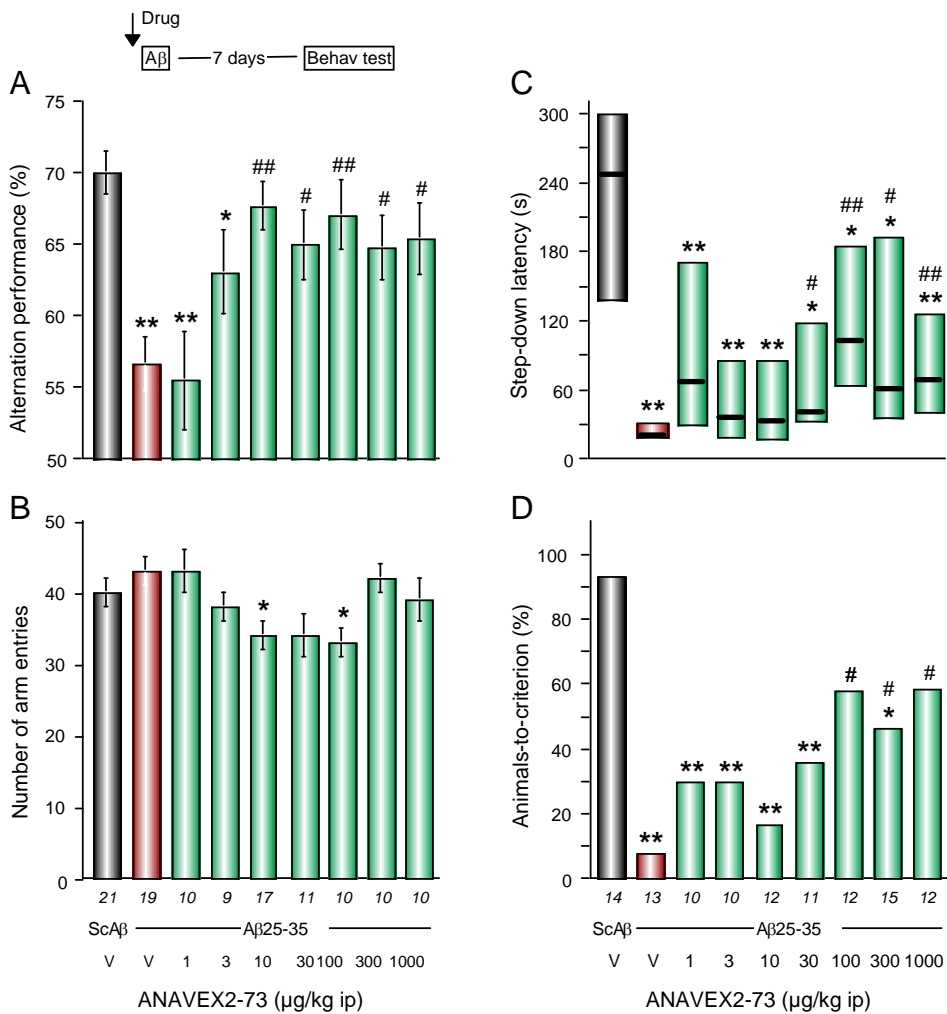 Drug
Aβ 7 days Behav test
A
75
70
65
60
55
50
Alternation performance (%)
** ** * ## # ## # #
B
50
40
30
20
10
0
Number of arm entries
* *
21 19 10 9 17 11 10 10 10
ScAβ Aβ25-35
V V 1 3 10 30 100 300 1000
ANAVEX2-73 (µg/kg ip)
C
300
240
180
120
60
0
Step-down latency (s)
** ** ** ** # * ## * # * ## **
D
100
80
60
40
20
0
Animals-to-criterion (%)
** ** ** ** ** # # * #
14 13 10 10 12 11 12 15 12
ScAβ Aβ25-35
V V 1 3 10 30 100 300 1000
ANAVEX2-73 (µg/kg ip)